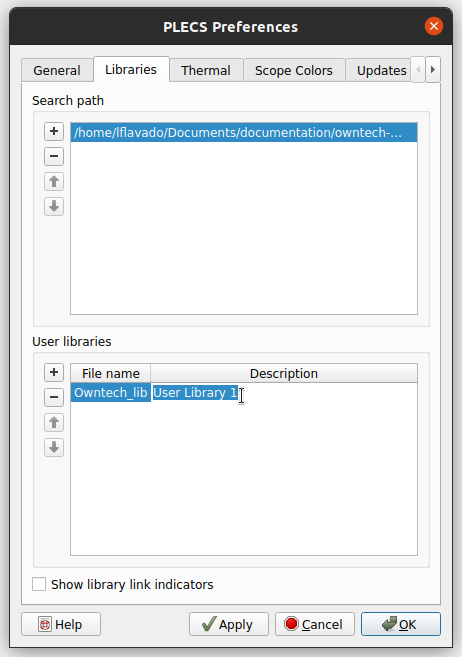 PLECS Preferences
General Libraries Thermal Scope Colors Updates
Search path
/home/lflavado/Documents/documentation/owntech-...
User libraries
File name Description
Owntech_lib User Library 1
Show library link indicators
Help Apply Cancel OK